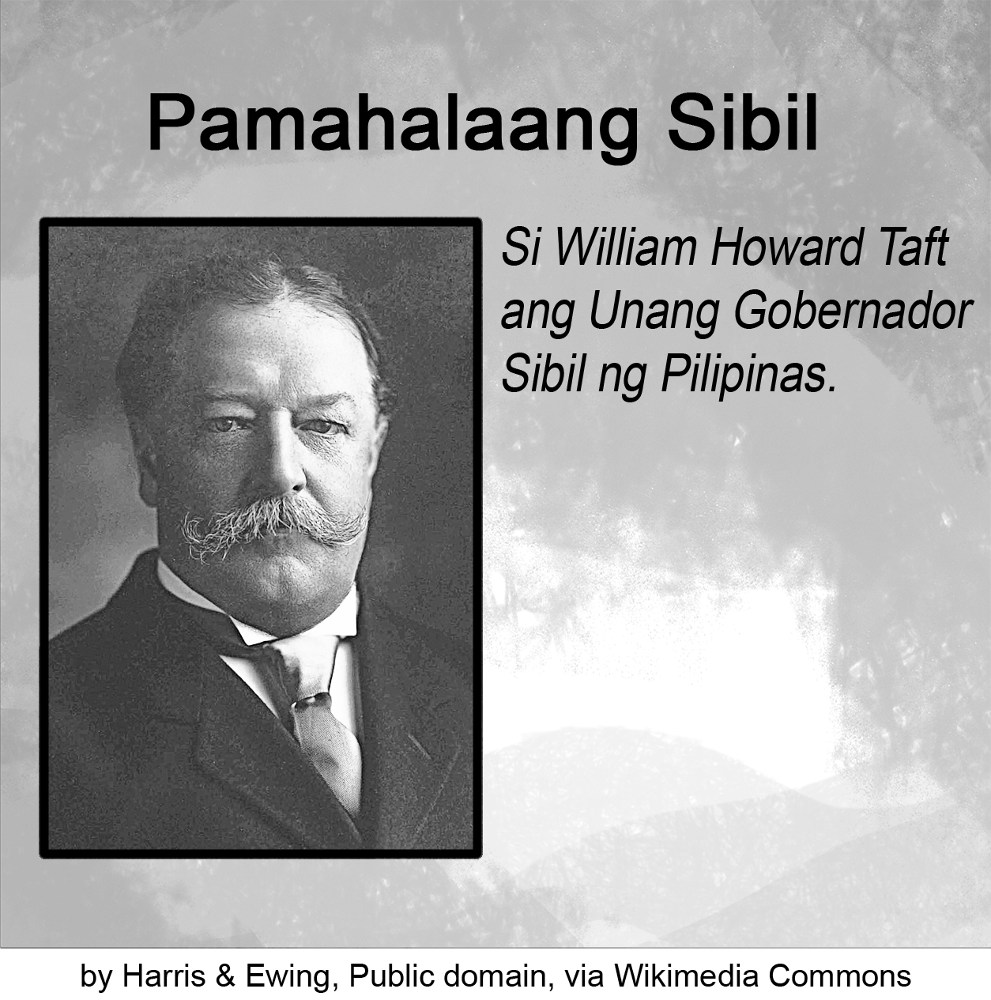 Pamahalaang Sibil
Si William Howard Taft
ang Unang Gobernador
Sibil ng Pilipinas.
by Harris & Ewing, Public domain, via Wikimedia Commons